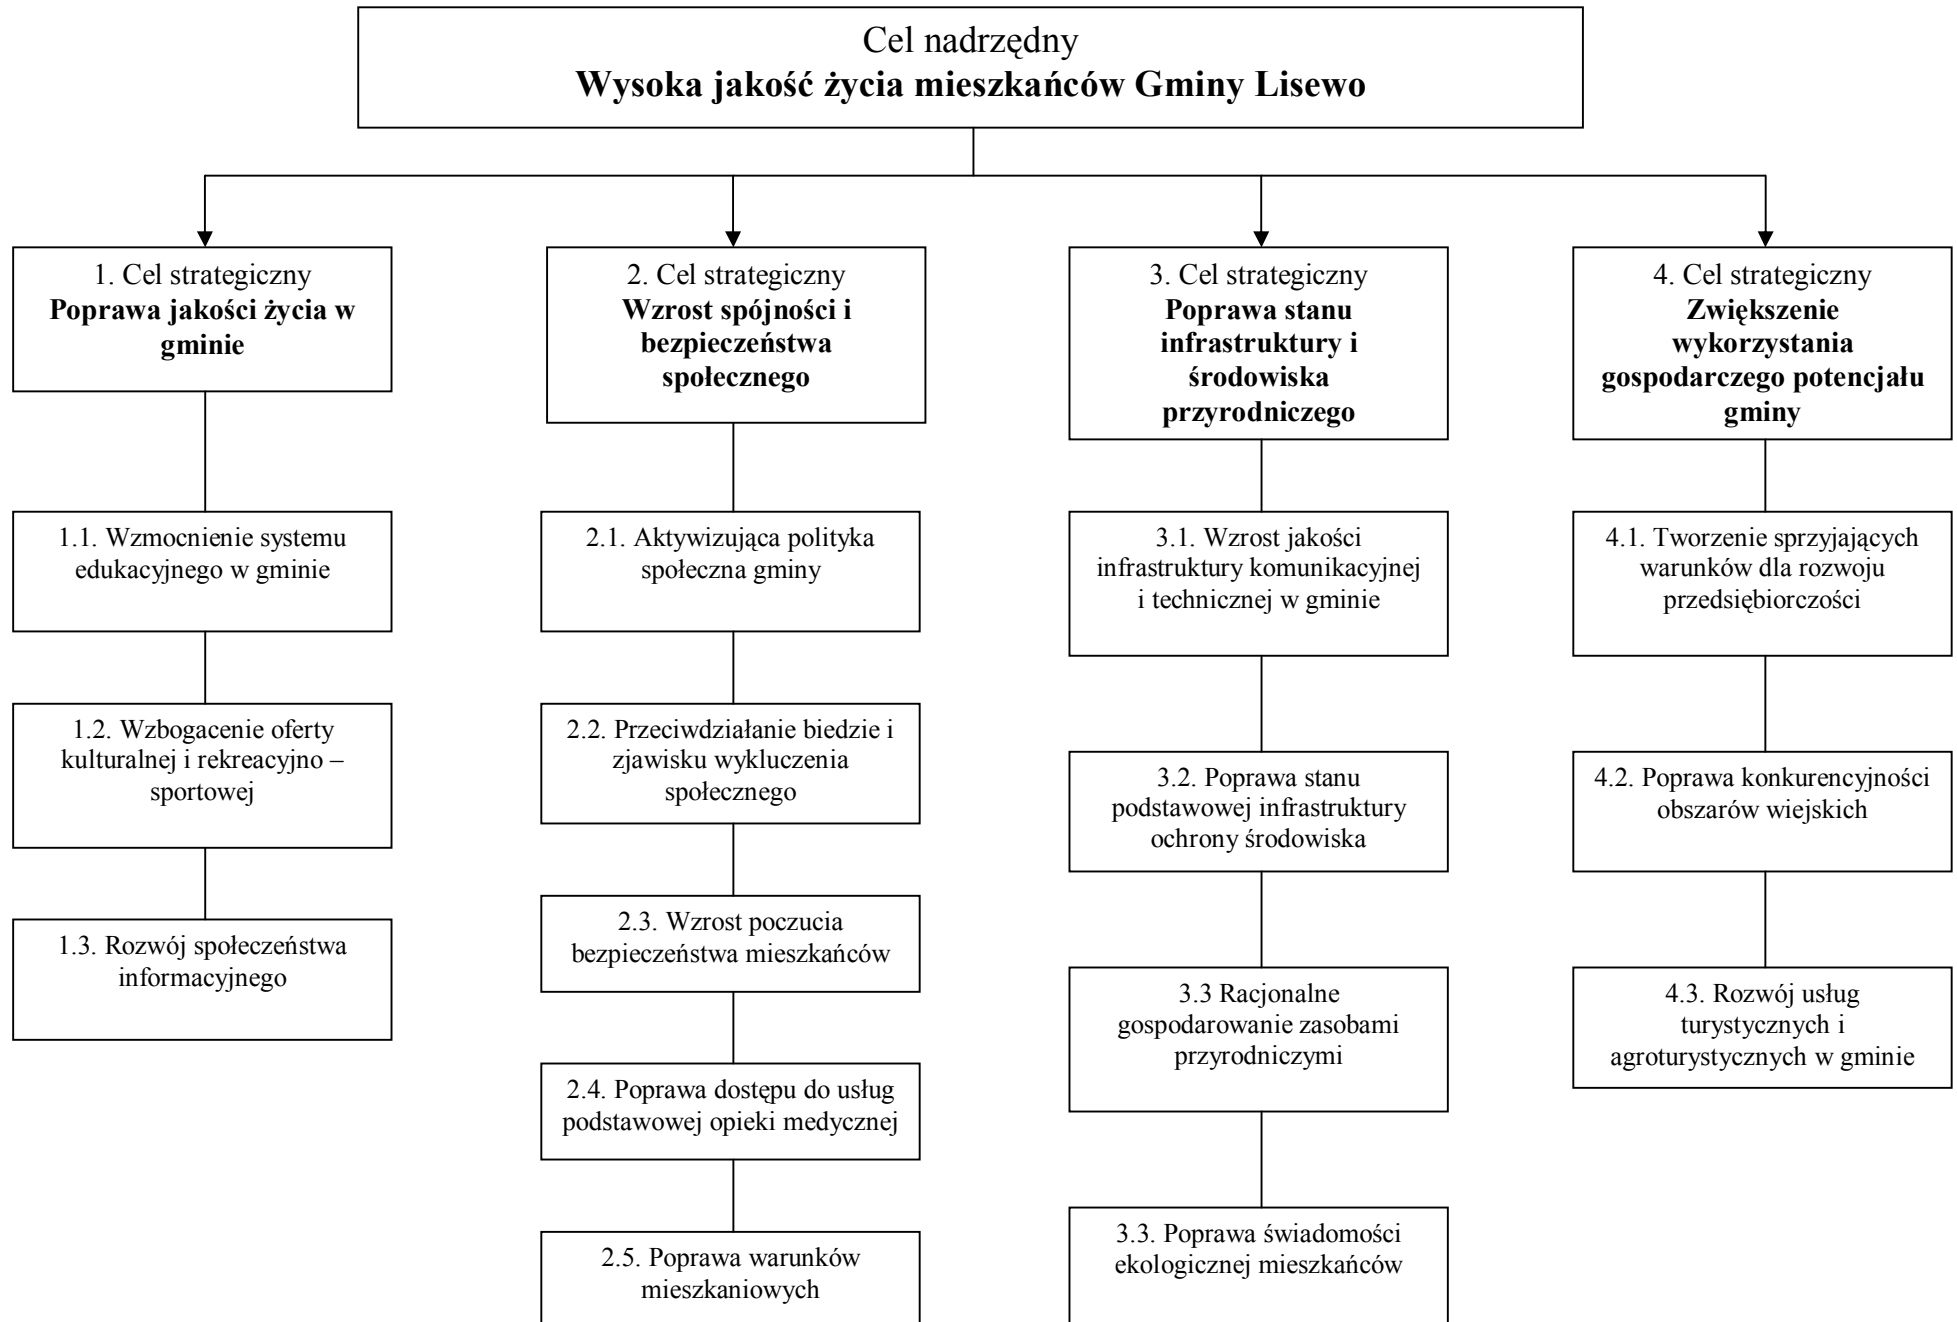 Cel nadrzędny
Wysoka jakość życia mieszkańców Gminy Lisewo
1. Cel strategiczny
Poprawa jakości życia w
gminie
1.1. Wzmocnienie systemu
edukacyjnego w gminie
1.2. Wzbogacenie oferty
kulturalnej i rekreacyjno –
sportowej
1.3. Rozwój społeczeństwa
informacyjnego
2. Cel strategiczny
Wzrost spójności i
bezpieczeństwa
społecznego
2.1. Aktywizująca polityka
społeczna gminy
2.2. Przeciwdziałanie biedzie i
zjawisku wykluczenia
społecznego
2.3. Wzrost poczucia
bezpieczeństwa mieszkańców
2.4. Poprawa dostępu do usług
podstawowej opieki medycznej
2.5. Poprawa warunków
mieszkaniowych
3. Cel strategiczny
Poprawa stanu
infrastruktury i
środowiska
przyrodniczego
3.1. Wzrost jakości
infrastruktury komunikacyjnej
i technicznej w gminie
3.2. Poprawa stanu
podstawowej infrastruktury
ochrony środowiska
3.3 Racjonalne
gospodarowanie zasobami
przyrodniczymi
3.3. Poprawa świadomości
ekologicznej mieszkańców
4. Cel strategiczny
Zwiększenie
wykorzystania
gospodarczego potencjału
gminy
4.1. Tworzenie sprzyjających
warunków dla rozwoju
przedsiębiorczości
4.2. Poprawa konkurencyjności
obszarów wiejskich
4.3. Rozwój usług
turystycznych i
agroturystycznych w gminie